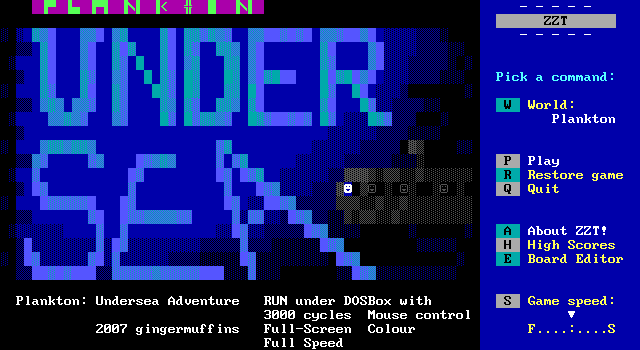 PLANKTIN
UNDER
SEA
Plankton: Undersea Adventure
2007 gingermuffins
RUN under DOSBox with
3000 cycles Mouse control
Full-Screen Colour
Full Speed
- - - - -
ZZT
- - - - -
Pick a command:
W World:
Plankton
P Play
R Restore game
Q Quit
A About ZZT!
H High Scores
E Board Editor
S Game speed:
F....:....S